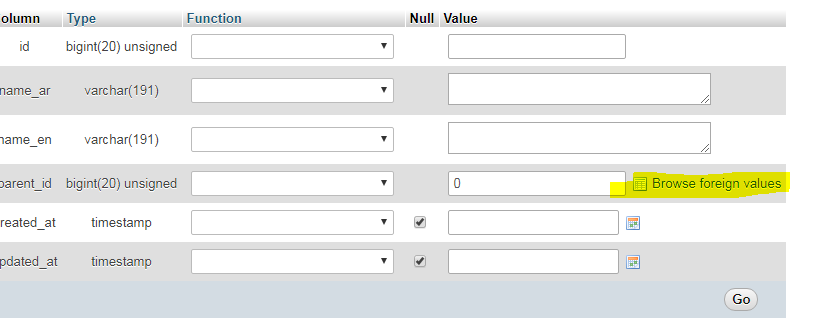 olumn Type Function Null Value
id bigint(20) unsigned
name_ar varchar(191)
name_en varchar(191)
parent_id bigint(20) unsigned 0 Browse foreign values
reated_at timestamp
pdated_at timestamp
Go